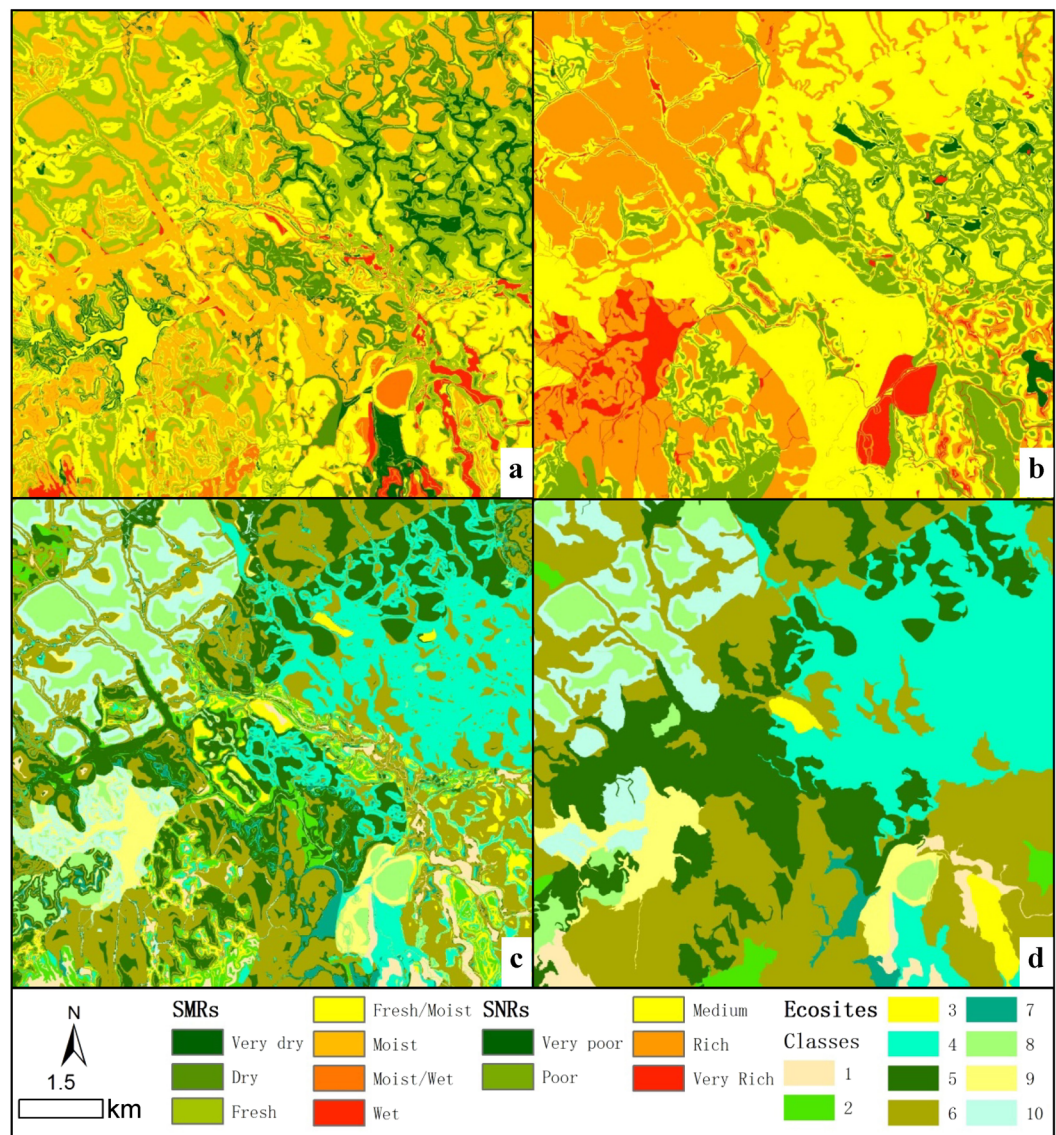 a
b
c
d
N
1.5
km
SMRs
Very dry
Dry
Fresh
Fresh/Moist
Moist
Moist/Wet
Wet
SNRs
Very poor
Poor
Medium
Rich
Very Rich
Ecosites
Classes
1
2
3
4
5
6
7
8
9
10